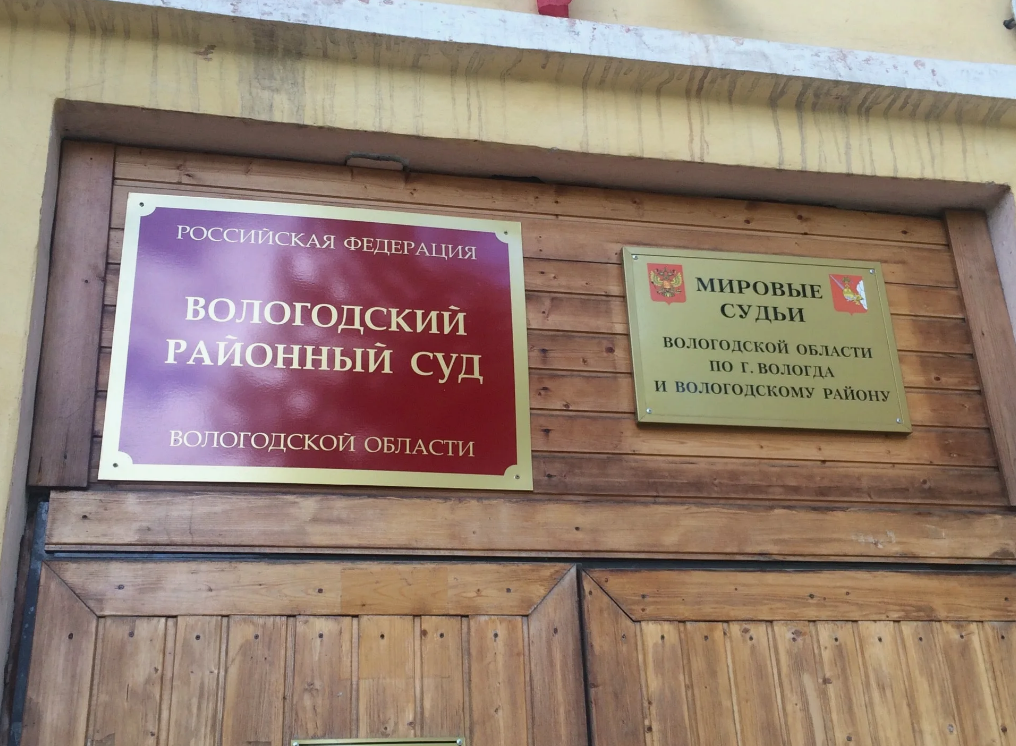 РОССИЙСКАЯ ФЕДЕРАЦИЯ
ВОЛОГОДСКИЙ
РАЙОННЫЙ СУД
ВОЛОГОДСКОЙ ОБЛАСТИ
МИРОВЫЕ
СУДЬИ
ВОЛОГОДСКОЙ ОБЛАСТИ
ПО Г. ВОЛОГДА
И ВОЛОГОДСКОМУ РАЙОНУ